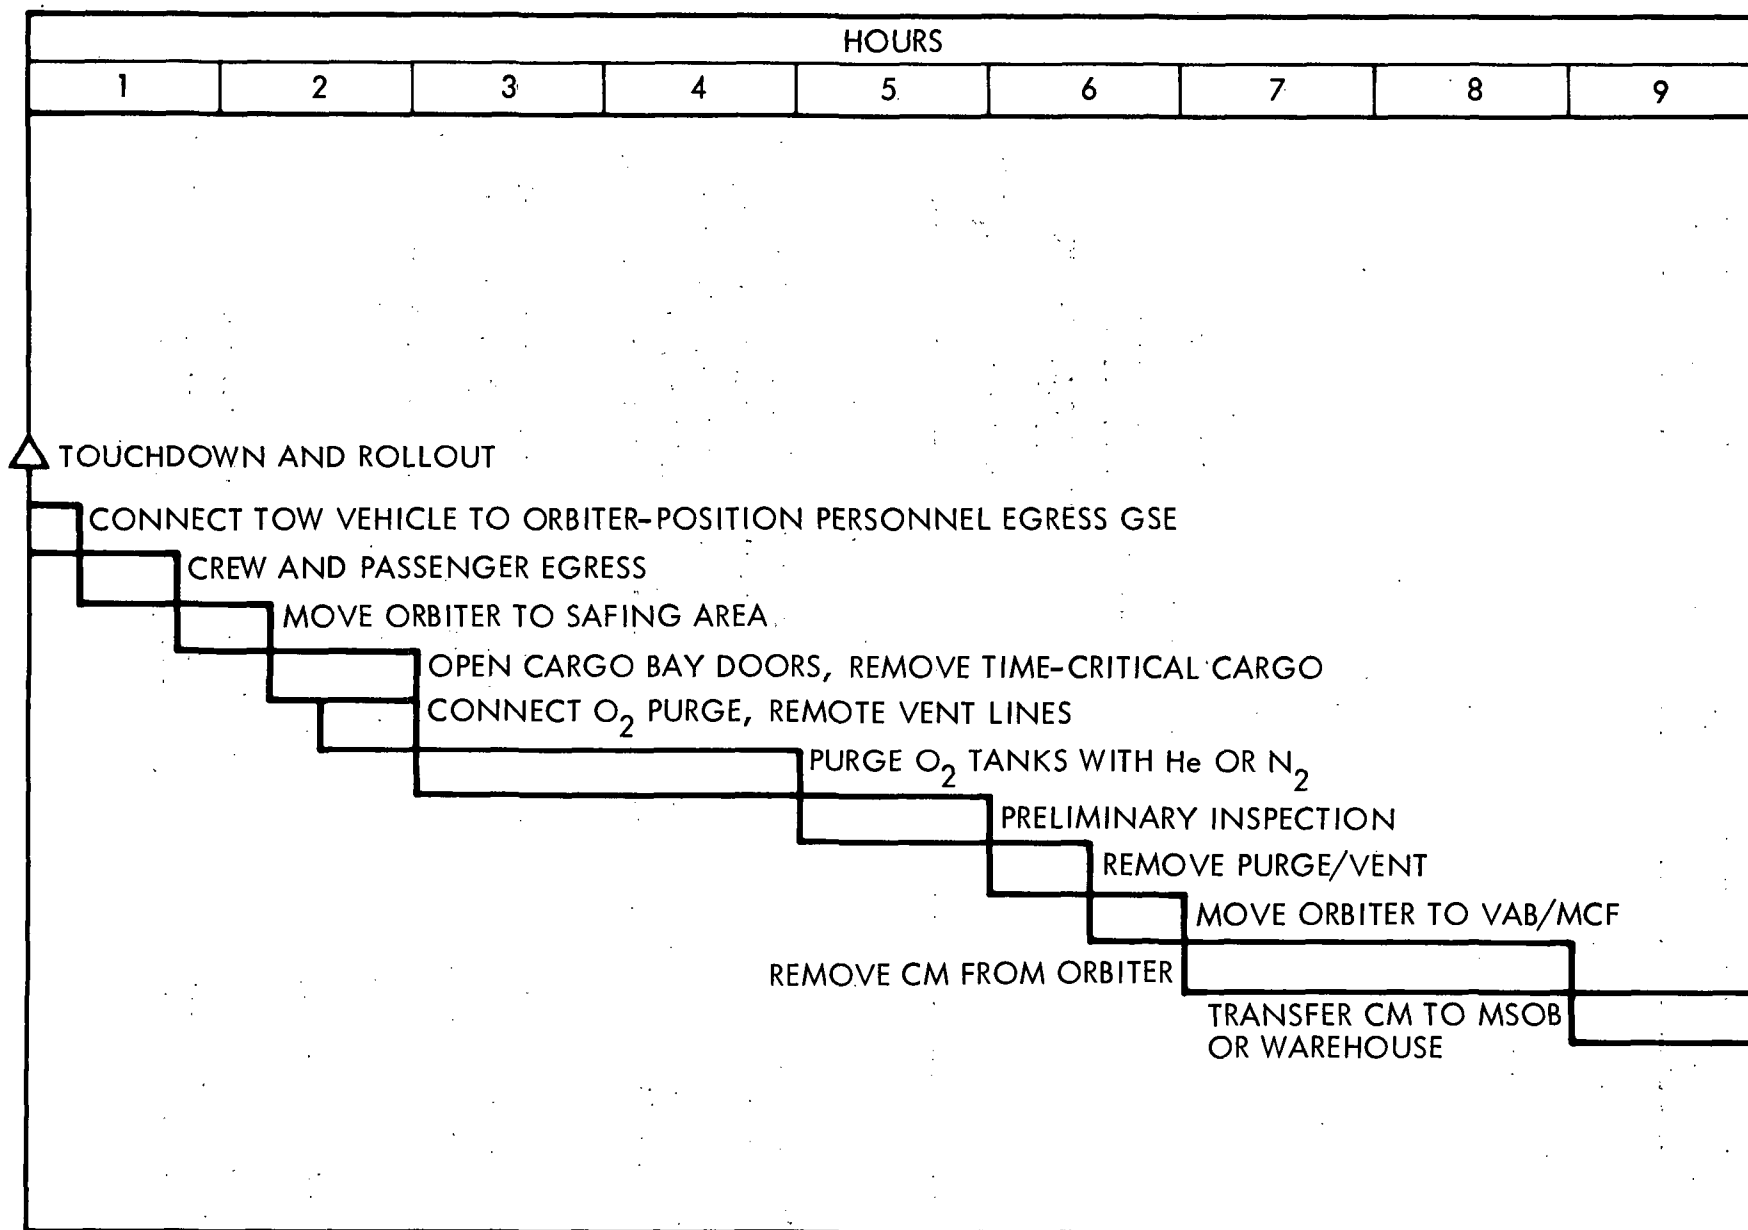 HOURS
1 2 3 4 5 6 7 8 9
TOUCHDOWN AND ROLLOUT
CONNECT TOW VEHICLE TO ORBITER-POSITION PERSONNEL EGRESS GSE
CREW AND PASSENGER EGRESS
MOVE ORBITER TO SAFING AREA
OPEN CARGO BAY DOORS, REMOVE TIME-CRITICAL CARGO
CONNECT O₂ PURGE, REMOTE VENT LINES
PURGE O₂ TANKS WITH He OR N₂
PRELIMINARY INSPECTION
REMOVE PURGE/VENT
MOVE ORBITER TO VAB/MCF
REMOVE CM FROM ORBITER
TRANSFER CM TO MSOB
OR WAREHOUSE